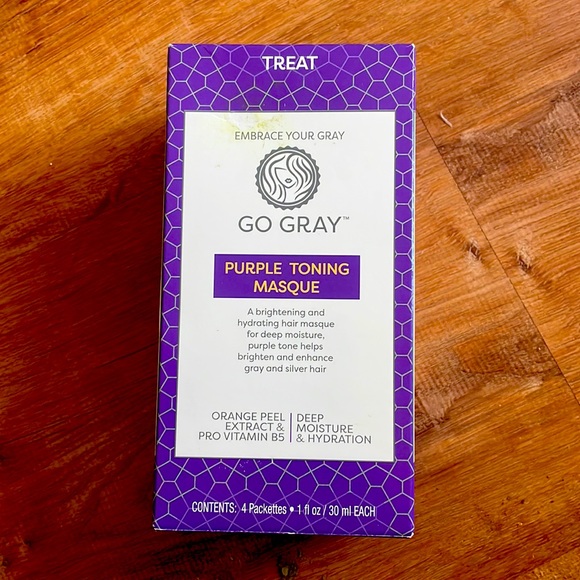 TREAT
EMBRACE YOUR GRAY
GO GRAY™
PURPLE TONING
MASQUE
A brightening and
hydrating hair masque
for deep moisture,
purple tone helps
brighten and enhance
gray and silver hair
ORANGE PEEL
EXTRACT &
PRO VITAMIN B5
DEEP
MOISTURE
& HYDRATION
CONTENTS: 4 Packettes • 1 fl oz / 30 ml EACH